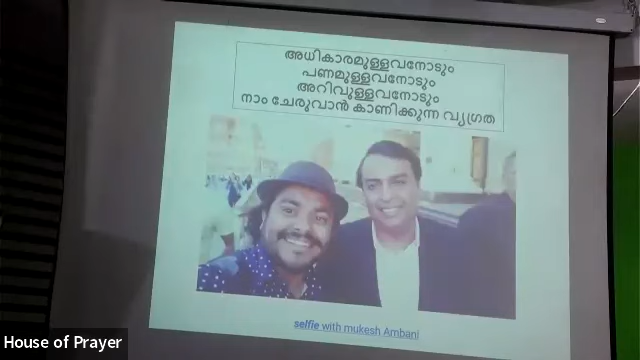 അധികാരമുള്ളവനോടും
പണമുള്ളവനോടും
അറിവുള്ളവനോടും
നാം ചേരുവാൻ കാണിക്കുന്ന വ്യഗ്രത
selfie with mukesh Ambani
House of Prayer